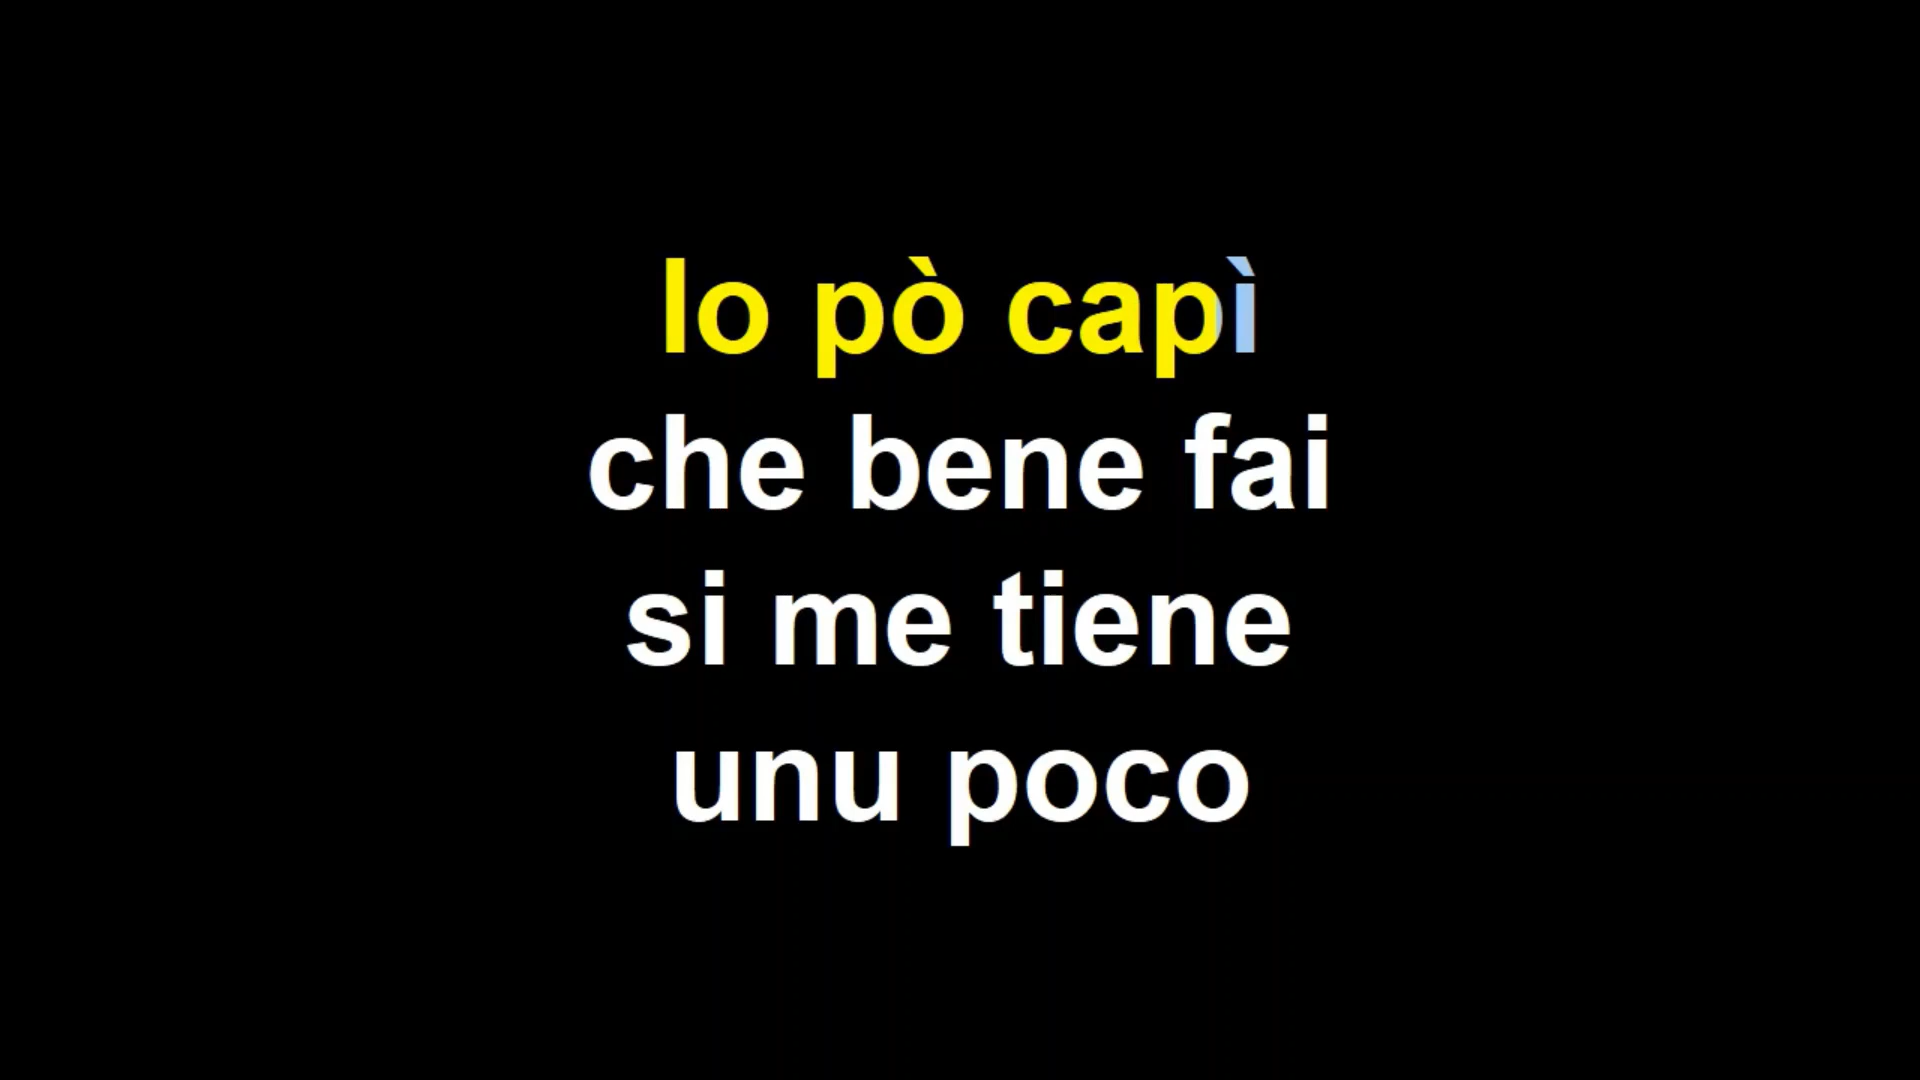 lo pò capì
che bene fai
si me tiene
unu poco